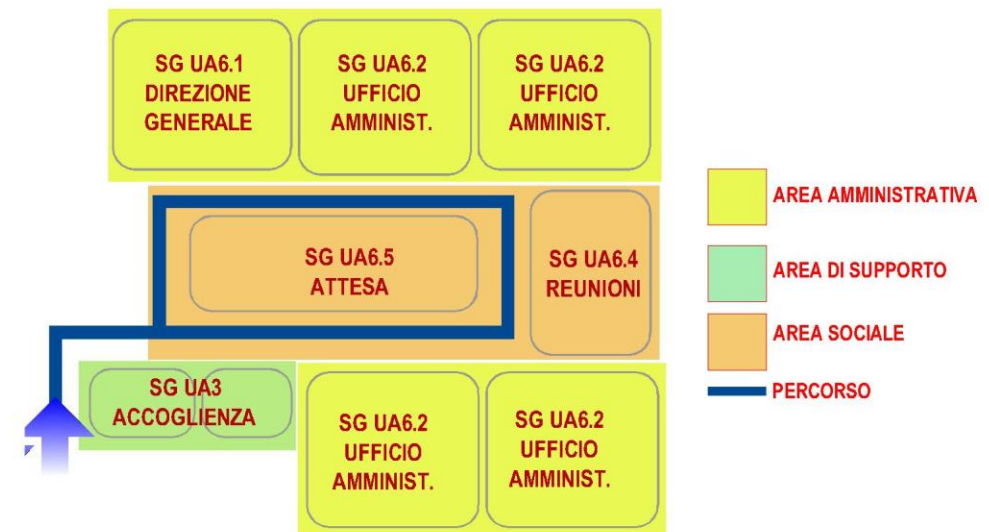 SG UA6.1
DIREZIONE
GENERALE
SG UA6.2
UFFICIO
AMMINIST.
SG UA6.2
UFFICIO
AMMINIST.
SG UA6.5
ATTESA
SG UA6.4
REUNIONI
SG UA3
ACCOGLIENZA
SG UA6.2
UFFICIO
AMMINIST.
SG UA6.2
UFFICIO
AMMINIST.
AREA AMMINISTRATIVA
AREA DI SUPPORTO
AREA SOCIALE
PERCORSO